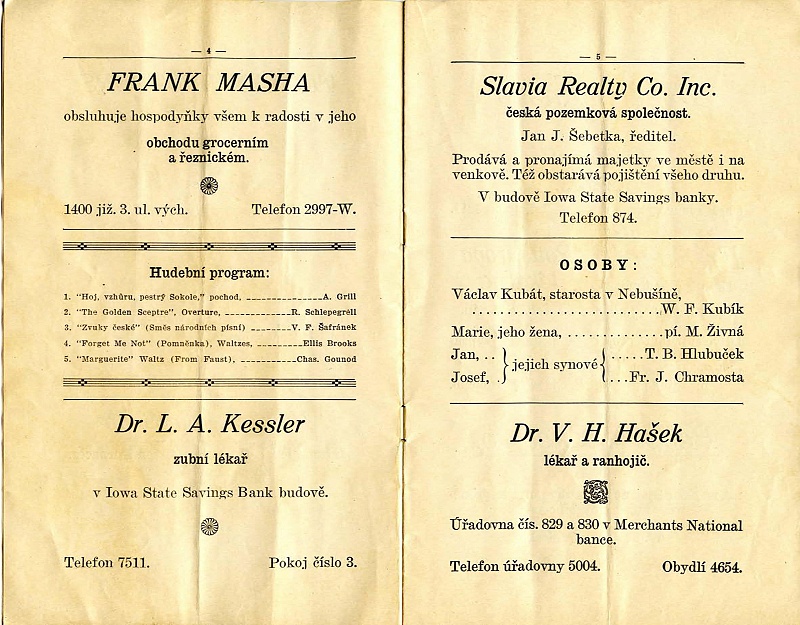 — 4 —
FRANK MASHA
obsluhuje hospodyňky všem k radosti v jeho
obchodu grocerním
a řeznickém.
1400 již. 3. ul. vých. Telefon 2997-W.
Hudební program:
1. "Hoj, vzhůru, pestrý Sokole," pochod, _______________A. Grill
2. "The Golden Sceptre", Overture, ______________R. Schlepegrell
3. "Zvuky české" (Směs národních písní) ________V. F. Šafránek
4. "Forget Me Not" (Pomněnka), Waltzes, __________Ellis Brooks
5. "Marguerite" Waltz (From Faust), ___________Chas. Gounod
Dr. L. A. Kessler
zubní lékař
v Iowa State Savings Bank budově.
Telefon 7511. Pokoj číslo 3.
— 5 —
Slavia Realty Co. Inc.
česká pozemková společnost.
Jan J. Šebetka, ředitel.
Prodává a pronajímá majetky ve městě i na
venkově. Též obstarává pojištění všeho druhu.
V budově Iowa State Savings banky.
Telefon 874.
OSOBY:
Václav Kubát, starosta v Nebušíně,
..........................W. F. Kubík
Marie, jeho žena, .............pí. M. Živná
Jan, .. } jejich synové { .....T. B. Hlubuček
Josef, . } { ...Fr. J. Chramosta
Dr. V. H. Hašek
lékař a ranhojič.
Úřadovna čís. 829 a 830 v Merchants National
bance.
Telefon úřadovny 5004. Obydlí 4654.